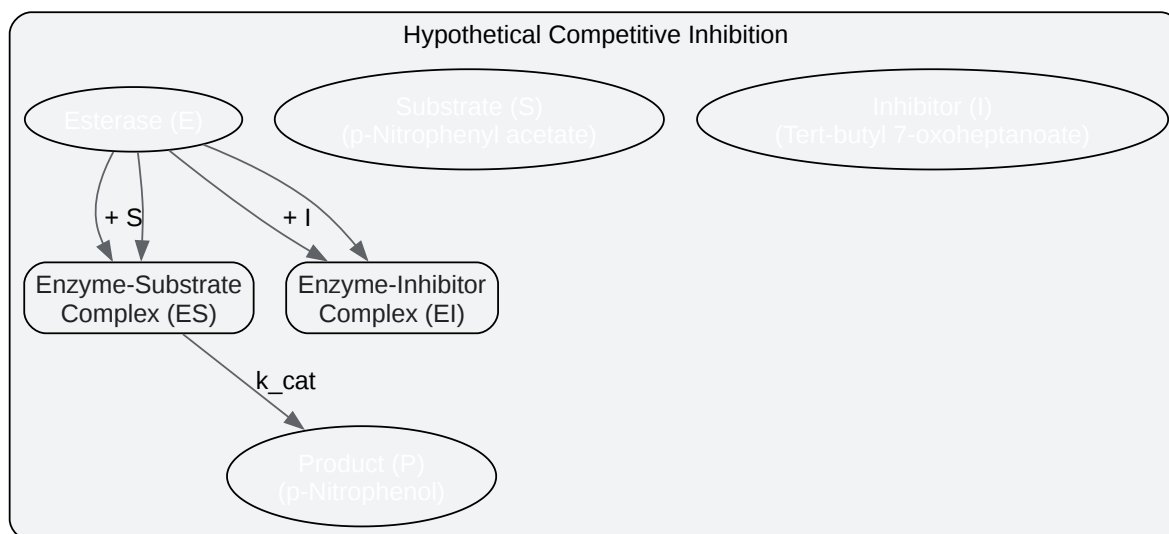 Hypothetical Competitive Inhibition
Esterase (E)
Substrate (S)
(p-Nitrophenyl acetate)
Inhibitor (I)
(Tert-butyl 7-oxoheptanoate)
+ S
+ I
Enzyme-Substrate
Complex (ES)
Enzyme-Inhibitor
Complex (EI)
k_cat
Product (P)
(p-Nitrophenol)